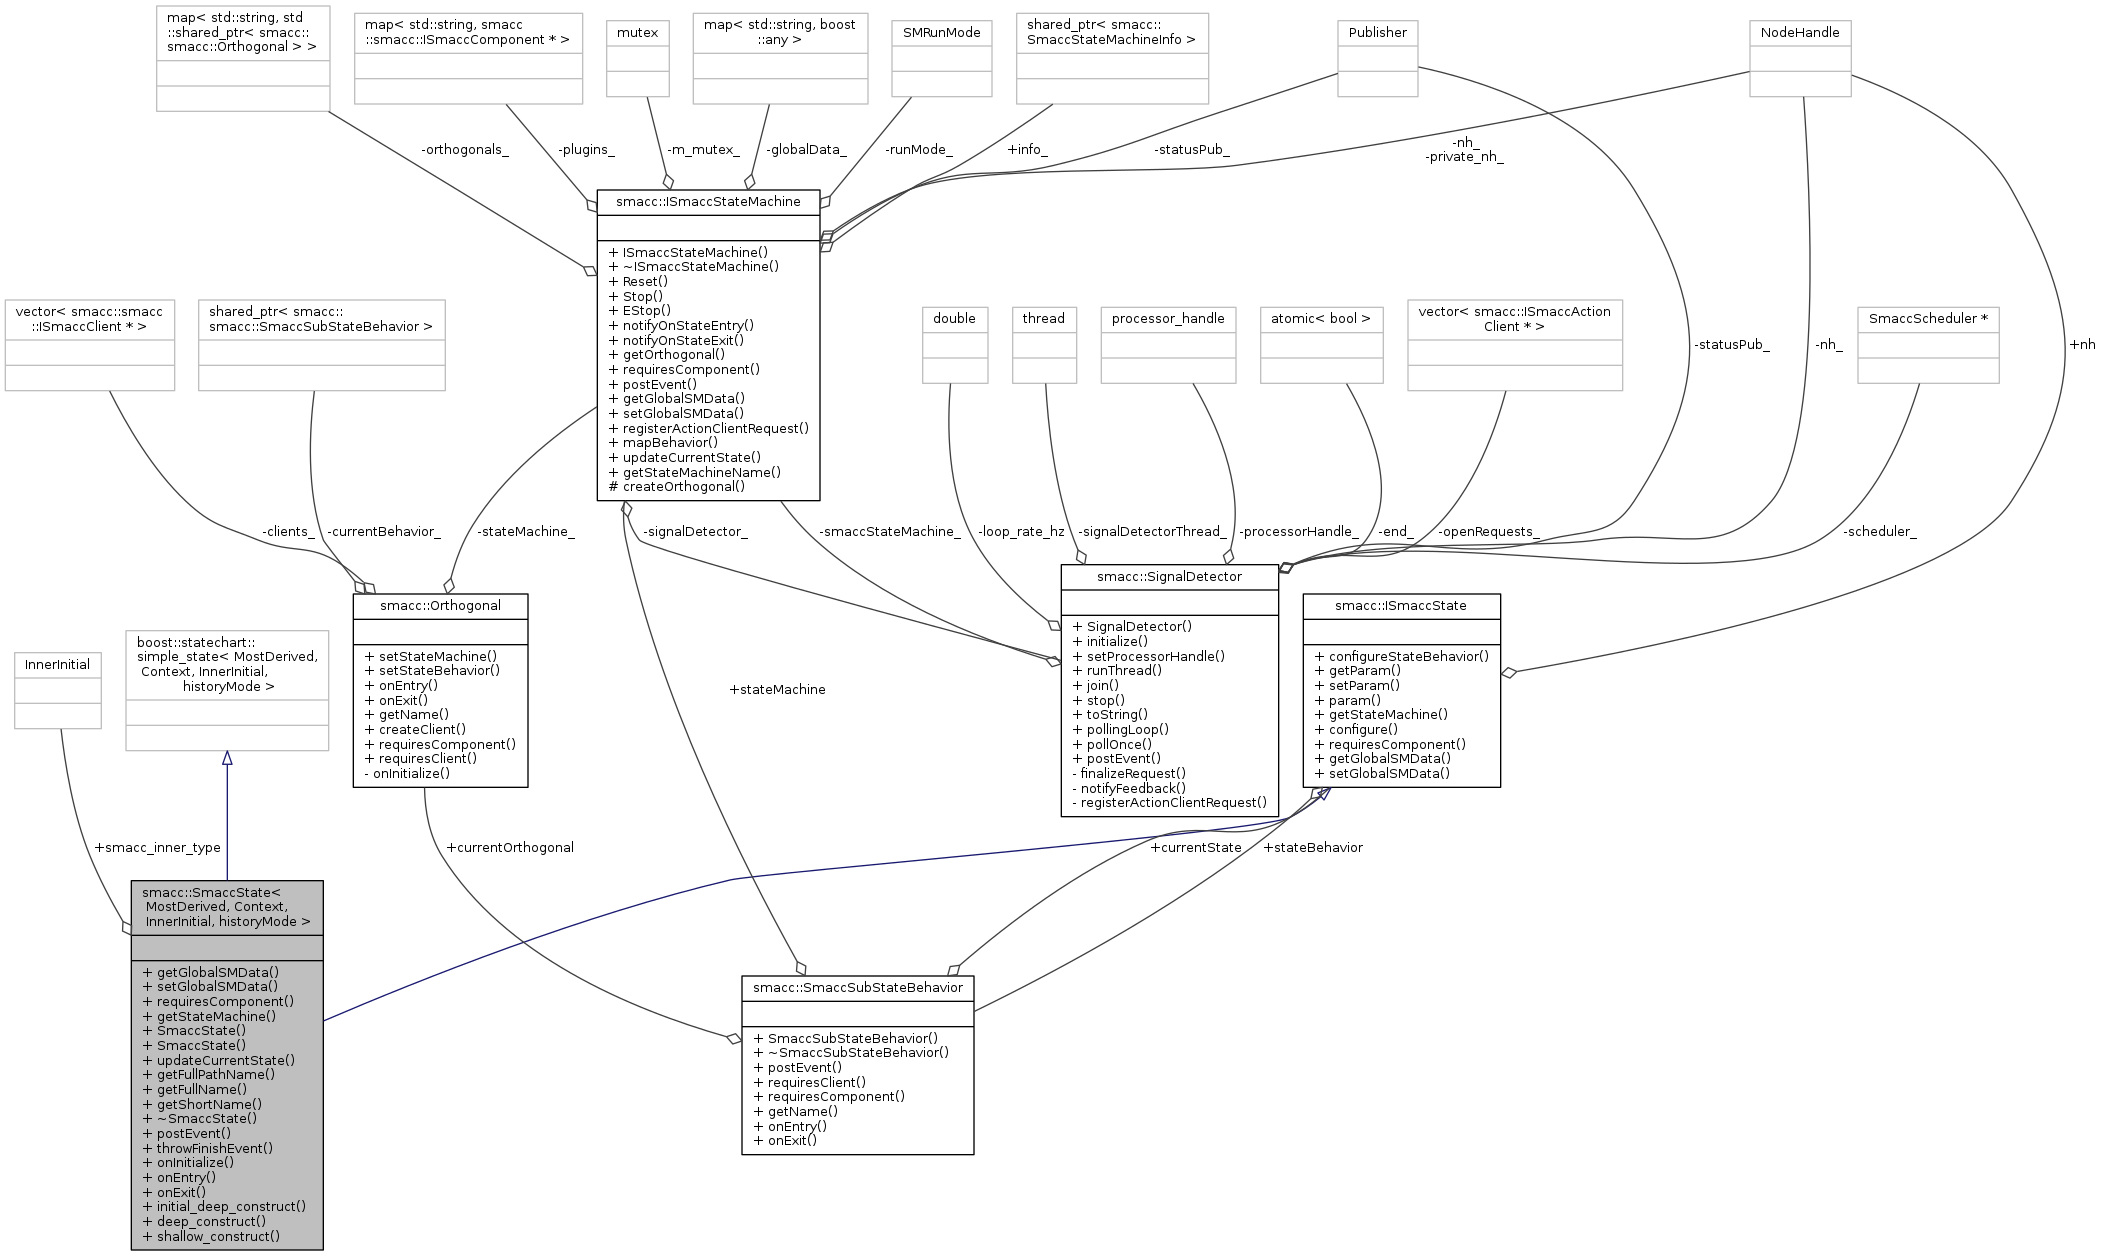 map< std::string, std
::shared_ptr< smacc::
smacc::Orthogonal > >
map< std::string, smacc
::smacc::ISmaccComponent * >
mutex
map< std::string, boost
::any >
SMRunMode
shared_ptr< smacc::
SmaccStateMachineInfo >
Publisher
NodeHandle
-orthogonals_
-plugins_
-m_mutex_
-globalData_
-runMode_
+info_
-statusPub_
-nh_
-private_nh_
smacc::ISmaccStateMachine
+ ISmaccStateMachine()
+ ~ISmaccStateMachine()
+ Reset()
+ Stop()
+ EStop()
+ notifyOnStateEntry()
+ notifyOnStateExit()
+ getOrthogonal()
+ requiresComponent()
+ postEvent()
+ getGlobalSMData()
+ setGlobalSMData()
+ registerActionClientRequest()
+ mapBehavior()
+ updateCurrentState()
+ getStateMachineName()
# createOrthogonal()
vector< smacc::smacc
::ISmaccClient * >
shared_ptr< smacc::
smacc::SmaccSubStateBehavior >
double
thread
processor_handle
atomic< bool >
vector< smacc::ISmaccAction
Client * >
SmaccScheduler *
-statusPub_
-nh_
+nh
-clients_
-currentBehavior_
-stateMachine_
-signalDetector_
-smaccStateMachine_
-loop_rate_hz
-signalDetectorThread_
-processorHandle_
-end_
-openRequests_
-scheduler_
smacc::Orthogonal
+ setStateMachine()
+ setStateBehavior()
+ onEntry()
+ onExit()
+ getName()
+ createClient()
+ requiresComponent()
+ requiresClient()
- onInitialize()
smacc::SignalDetector
+ SignalDetector()
+ initialize()
+ setProcessorHandle()
+ runThread()
+ join()
+ stop()
+ toString()
+ pollingLoop()
+ pollOnce()
+ postEvent()
- finalizeRequest()
- notifyFeedback()
- registerActionClientRequest()
smacc::ISmaccState
+ configureStateBehavior()
+ getParam()
+ setParam()
+ param()
+ getStateMachine()
+ configure()
+ requiresComponent()
+ getGlobalSMData()
+ setGlobalSMData()
InnerInitial
boost::statechart::
simple_state< MostDerived,
Context, InnerInitial,
historyMode >
+stateMachine
+smacc_inner_type
+currentOrthogonal
+currentState
+stateBehavior
smacc::SmaccState<
MostDerived, Context,
InnerInitial, historyMode >
+ getGlobalSMData()
+ setGlobalSMData()
+ requiresComponent()
+ getStateMachine()
+ SmaccState()
+ SmaccState()
+ updateCurrentState()
+ getFullPathName()
+ getFullName()
+ getShortName()
+ ~SmaccState()
+ postEvent()
+ throwFinishEvent()
+ onInitialize()
+ onEntry()
+ onExit()
+ initial_deep_construct()
+ deep_construct()
+ shallow_construct()
smacc::SmaccSubStateBehavior
+ SmaccSubStateBehavior()
+ ~SmaccSubStateBehavior()
+ postEvent()
+ requiresClient()
+ requiresComponent()
+ getName()
+ onEntry()
+ onExit()